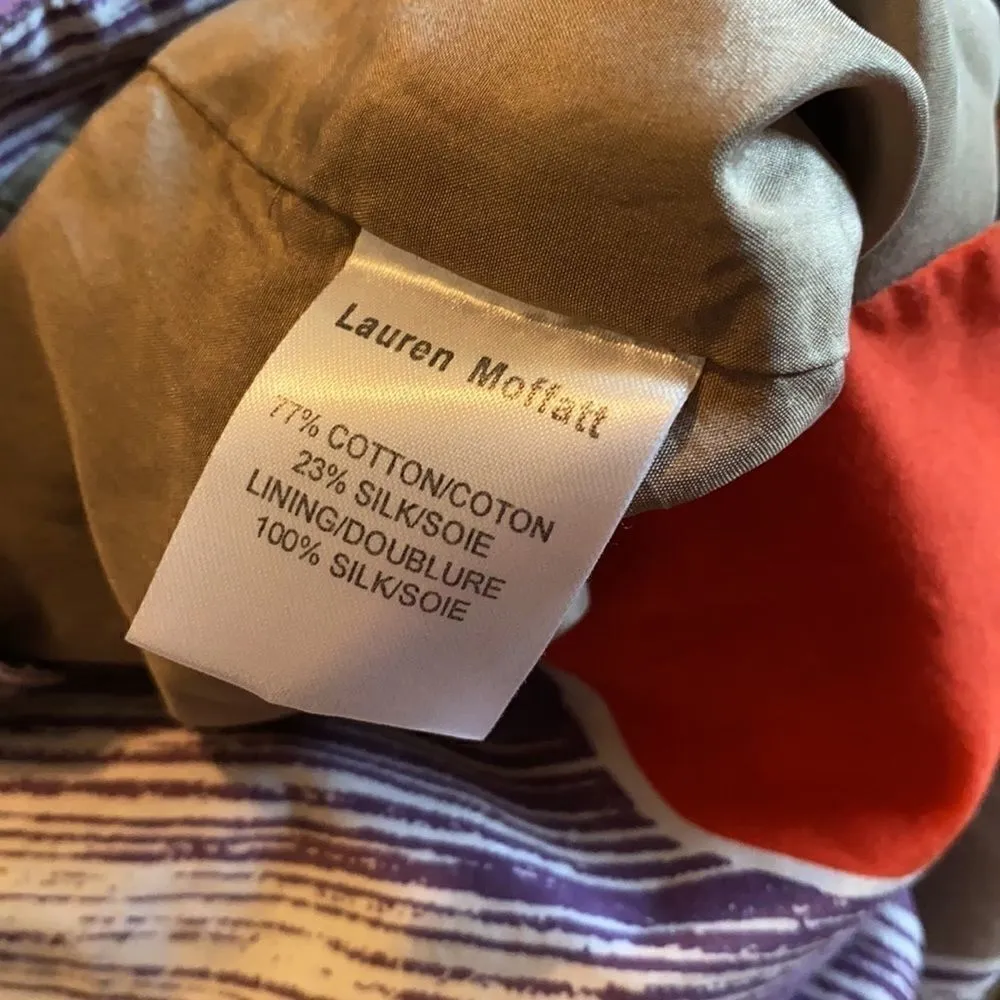 Lauren Moffatt
77% COTTON/COTON
23% SILK/SOIE
LINING/DOUBLURE
100% SILK/SOIE